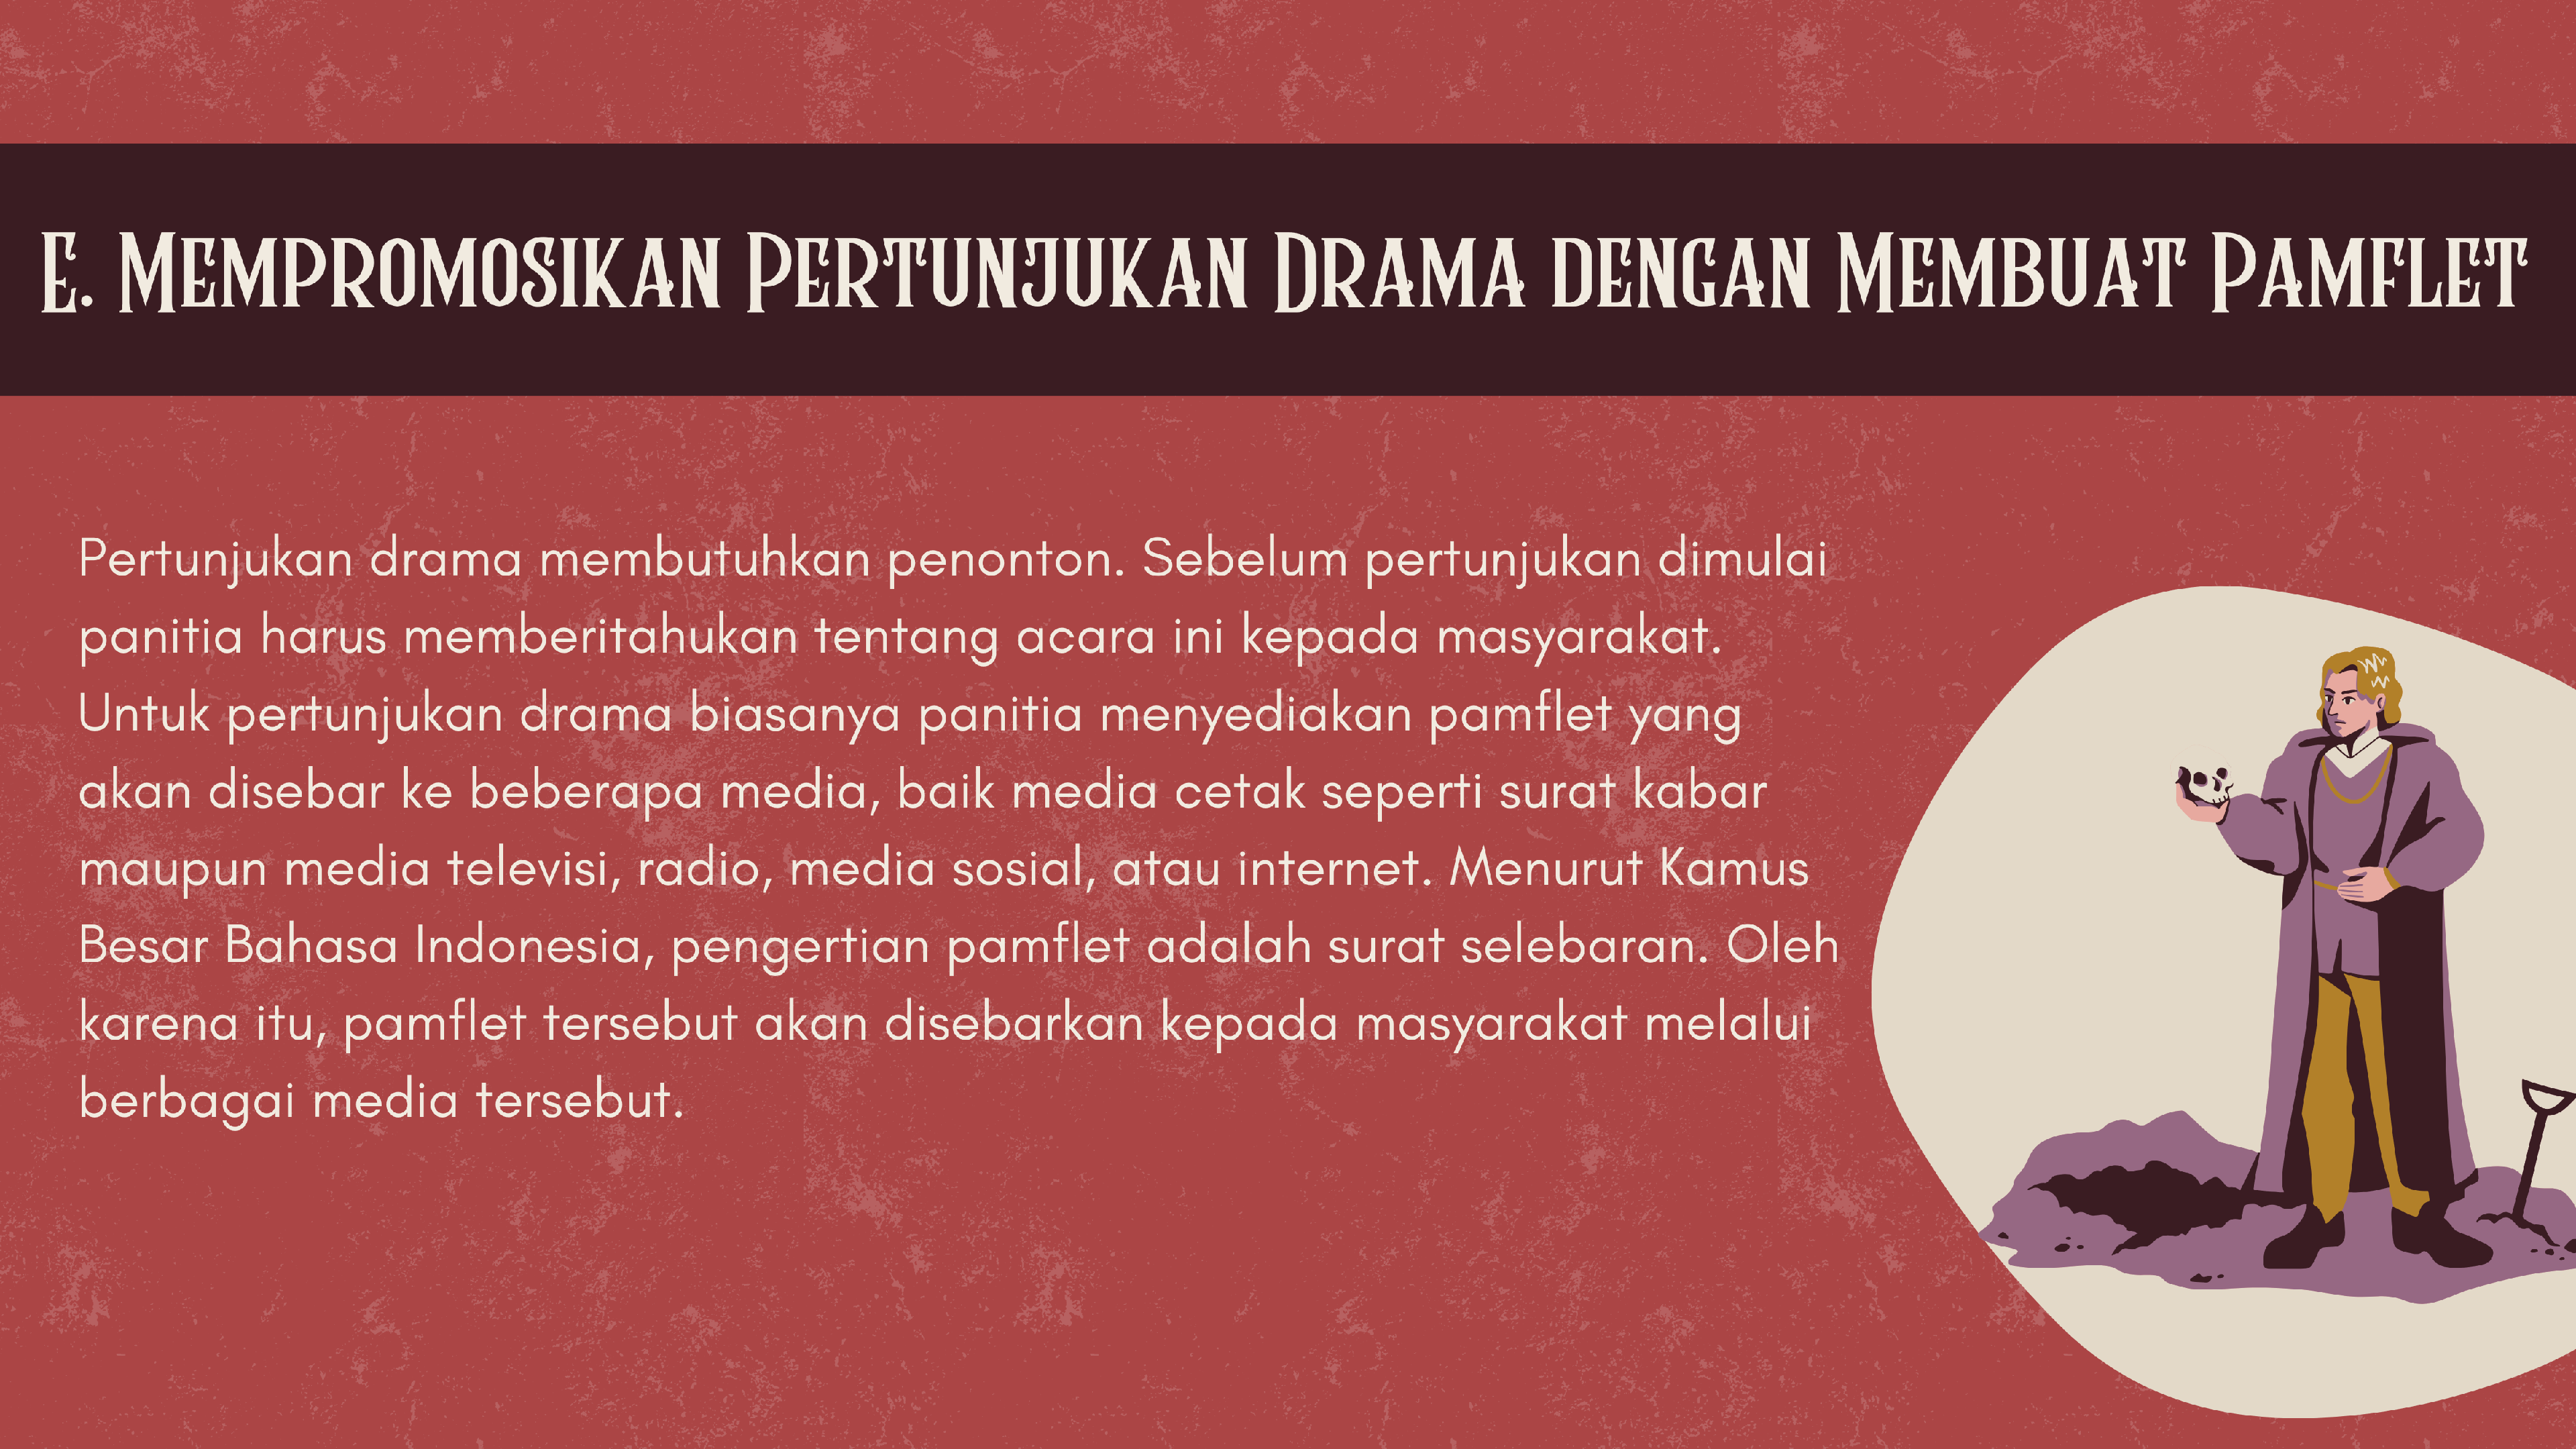 E. Mempromosikan Pertunjukan Drama dengan Membuat Pamflet
Pertunjukan drama membutuhkan penonton. Sebelum pertunjukan dimulai
panitia harus memberitahukan tentang acara ini kepada masyarakat.
Untuk pertunjukan drama biasanya panitia menyediakan pamflet yang
akan disebar ke beberapa media, baik media cetak seperti surat kabar
maupun media televisi, radio, media sosial, atau internet. Menurut Kamus
Besar Bahasa Indonesia, pengertian pamflet adalah surat selebaran. Oleh
karena itu, pamflet tersebut akan disebarkan kepada masyarakat melalui
berbagai media tersebut.